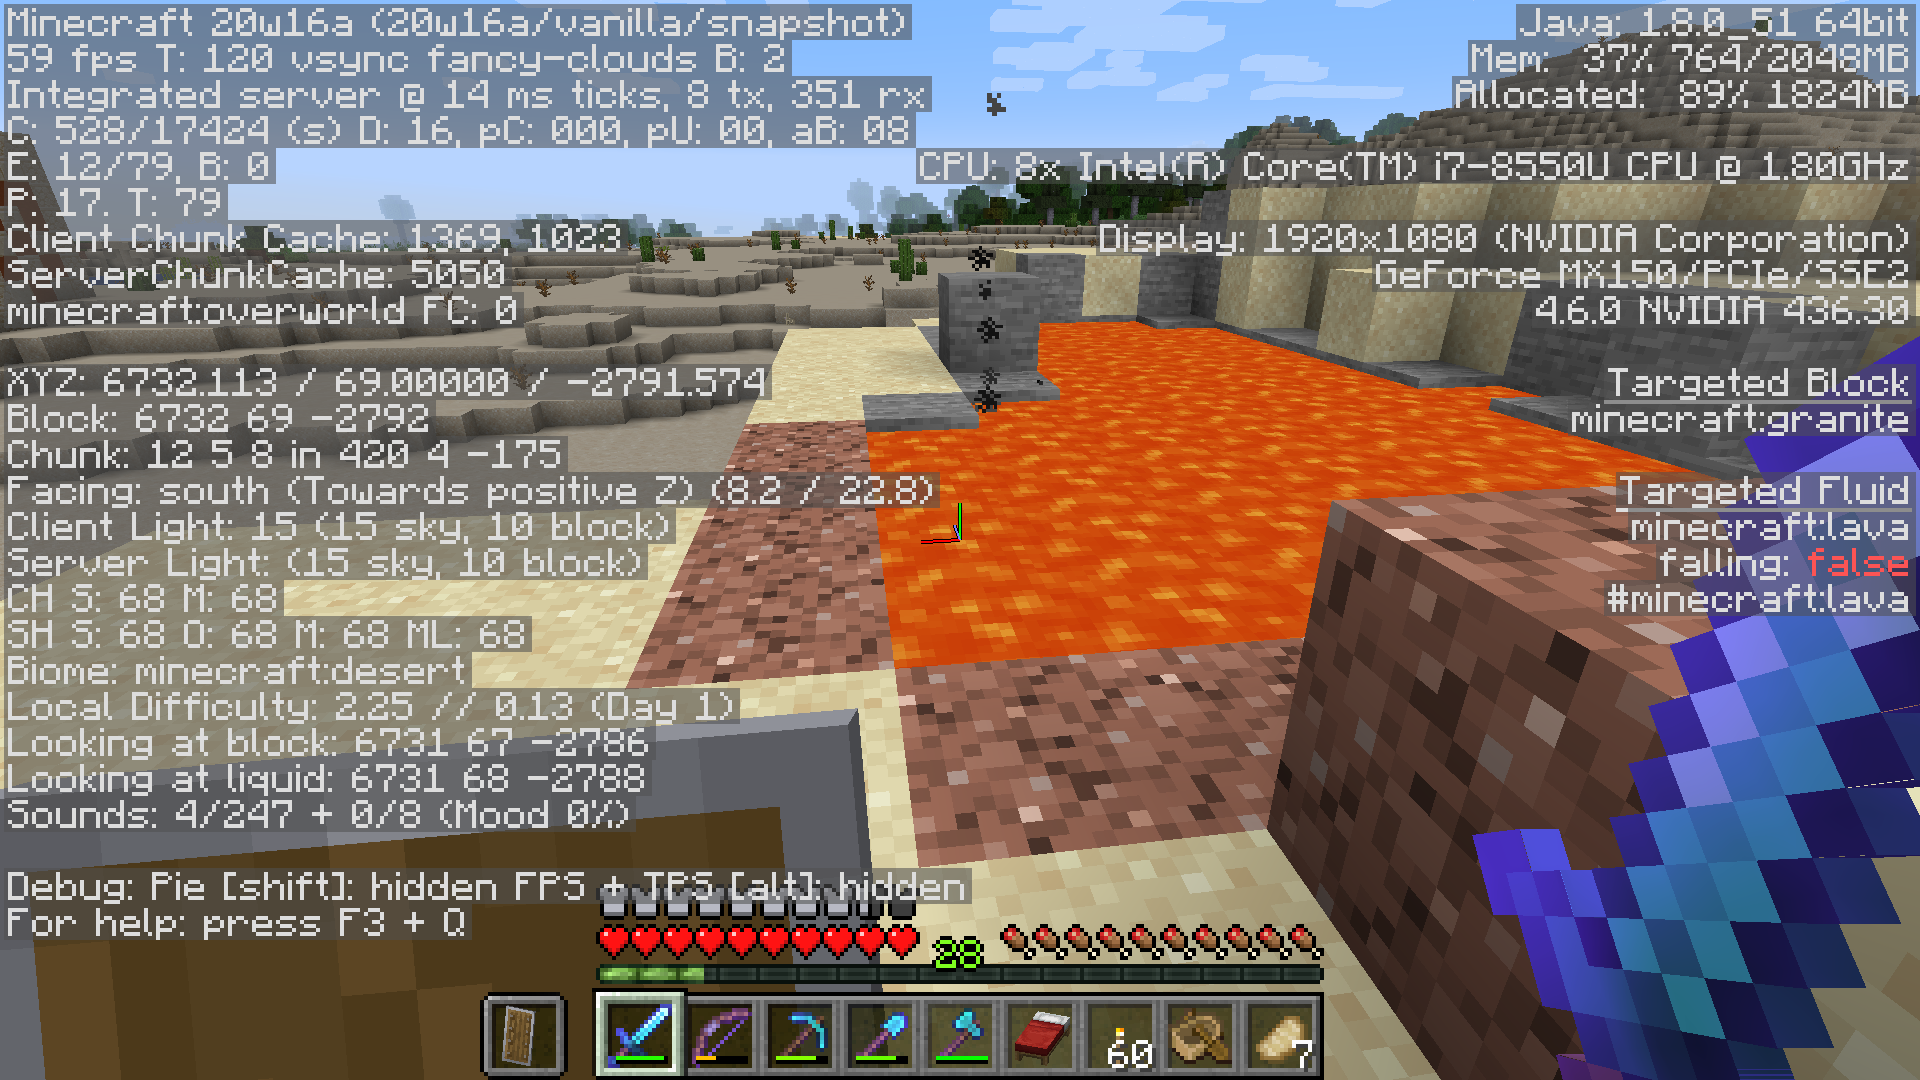 Minecraft 20w16a (20w16a/vanilla/snapshot)
59 fps T: 120 vsync fancy-clouds B: 2
Integrated server @ 14 ms ticks, 8 tx, 351 rx
C: 528/17424 (s) D: 16, pC: 000, pU: 00, aB: 08
E: 12/79, B: 0
P: 17. T: 79
Client Chunk Cache: 1369, 1023
ServerChunkCache: 5050
minecraft:overworld FC: 0
XYZ: 6732.113 / 69.00000 / -2791.574
Block: 6732 69 -2792
Chunk: 12 5 8 in 420 4 -175
Facing: south (Towards positive Z) (8.2 / 22.8)
Client Light: 15 (15 sky, 10 block)
Server Light: (15 sky, 10 block)
CH S: 68 M: 68
SH S: 68 O: 68 M: 68 ML: 68
Biome: minecraft:desert
Local Difficulty: 2.25 // 0.13 (Day 1)
Looking at block: 6731 67 -2786
Looking at liquid: 6731 68 -2788
Sounds: 4/247 + 0/8 (Mood 0%)
Debug: Pie [shift]: hidden FPS + TPS [alt]: hidden
For help: press F3 + Q
Java: 1.8.0_51 64bit
Mem: 37% 764/2048MB
Allocated: 89% 1824MB
CPU: 8x Intel(R) Core(TM) i7-8550U CPU @ 1.80GHz
Display: 1920x1080 (NVIDIA Corporation)
GeForce MX150/PCIe/SSE2
4.6.0 NVIDIA 436.30
Targeted Block
minecraft:granite
Targeted Fluid
minecraft:lava
falling: false
#minecraft:lava
28
60
7